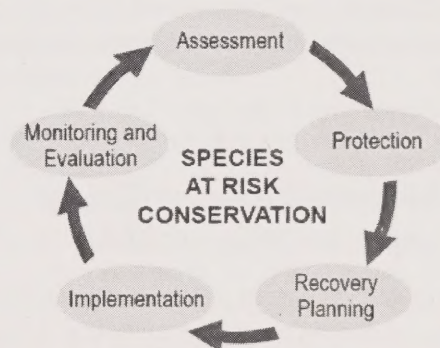 Assessment
Protection
Recovery
Planning
Implementation
Monitoring and
Evaluation
SPECIES
AT RISK
CONSERVATION